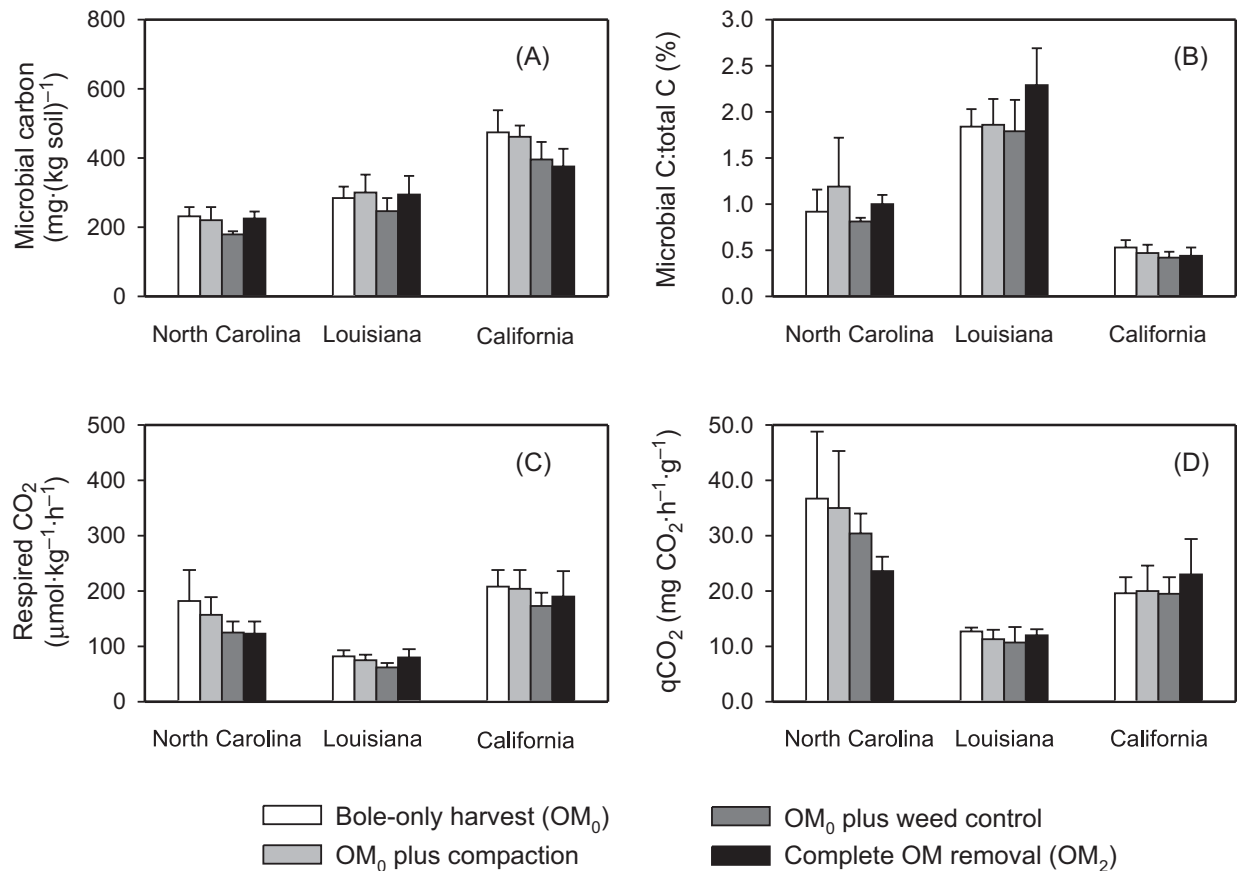 Microbial carbon
(mg·(kg soil)⁻¹
800
600
400
200
0
(A)
North Carolina Louisiana California
Microbial C:total C (%)
3.0
2.5
2.0
1.5
1.0
0.5
0.0
(B)
North Carolina Louisiana California
Respired CO₂
(µmol·kg⁻¹·h⁻¹)
500
400
300
200
100
0
(C)
North Carolina Louisiana California
qCO₂ (mg CO₂·h⁻¹·g⁻¹)
50.0
40.0
30.0
20.0
10.0
0
(D)
North Carolina Louisiana California
Bole-only harvest (OM₀)
OM₀ plus compaction
OM₀ plus weed control
Complete OM removal (OM₂)